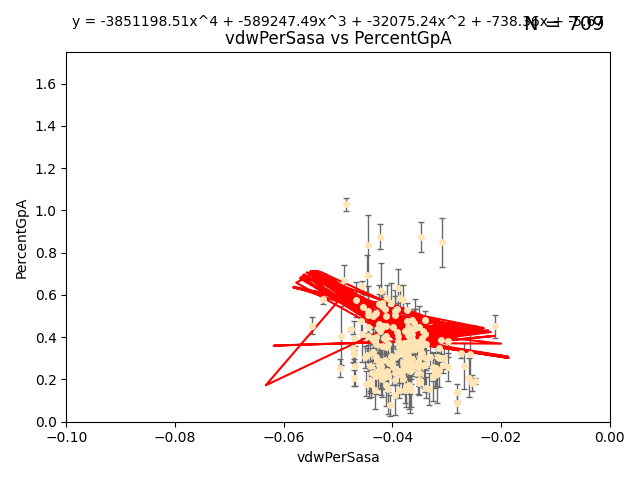 y = -3851198.51x^4 + -589247.49x^3 + -32075.24x^2 + -738.36x + -5.67
N = 709
vdwPerSasa vs PercentGpA
PercentGpA
1.6
1.4
1.2
1.0
0.8
0.6
0.4
0.2
0.0
−0.10 −0.08 −0.06 −0.04 −0.02 0.00
vdwPerSasa